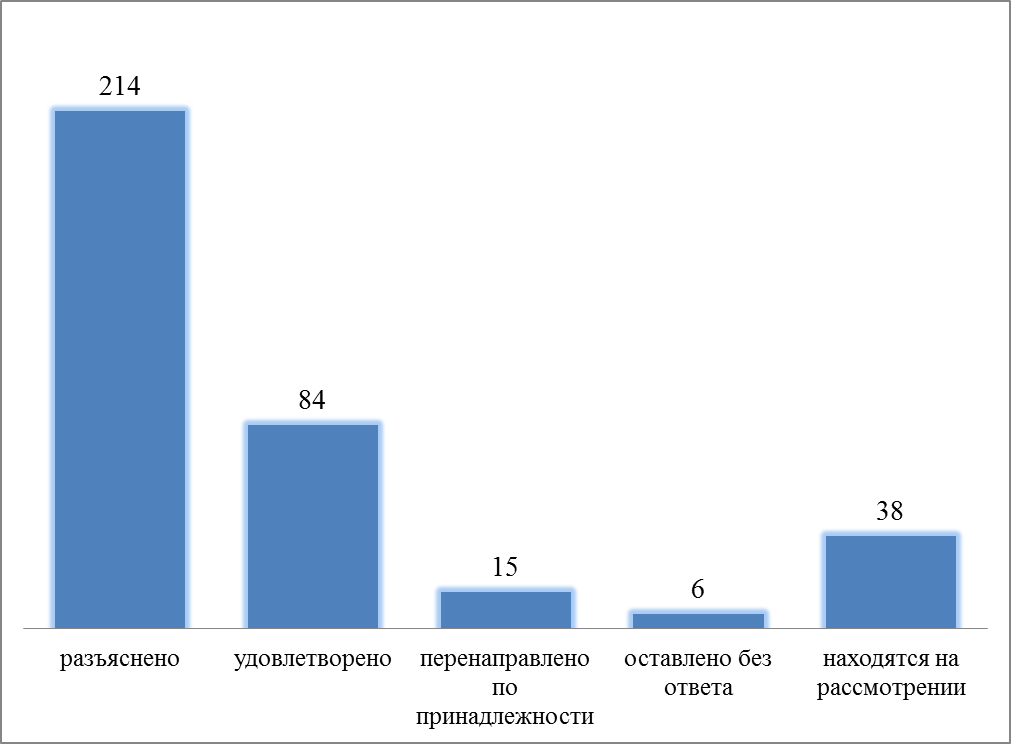 214
84
15
6
38
разъяснено
удовлетворено
перенаправлено
по
принадлежности
оставлено без
ответа
находятся на
рассмотрении